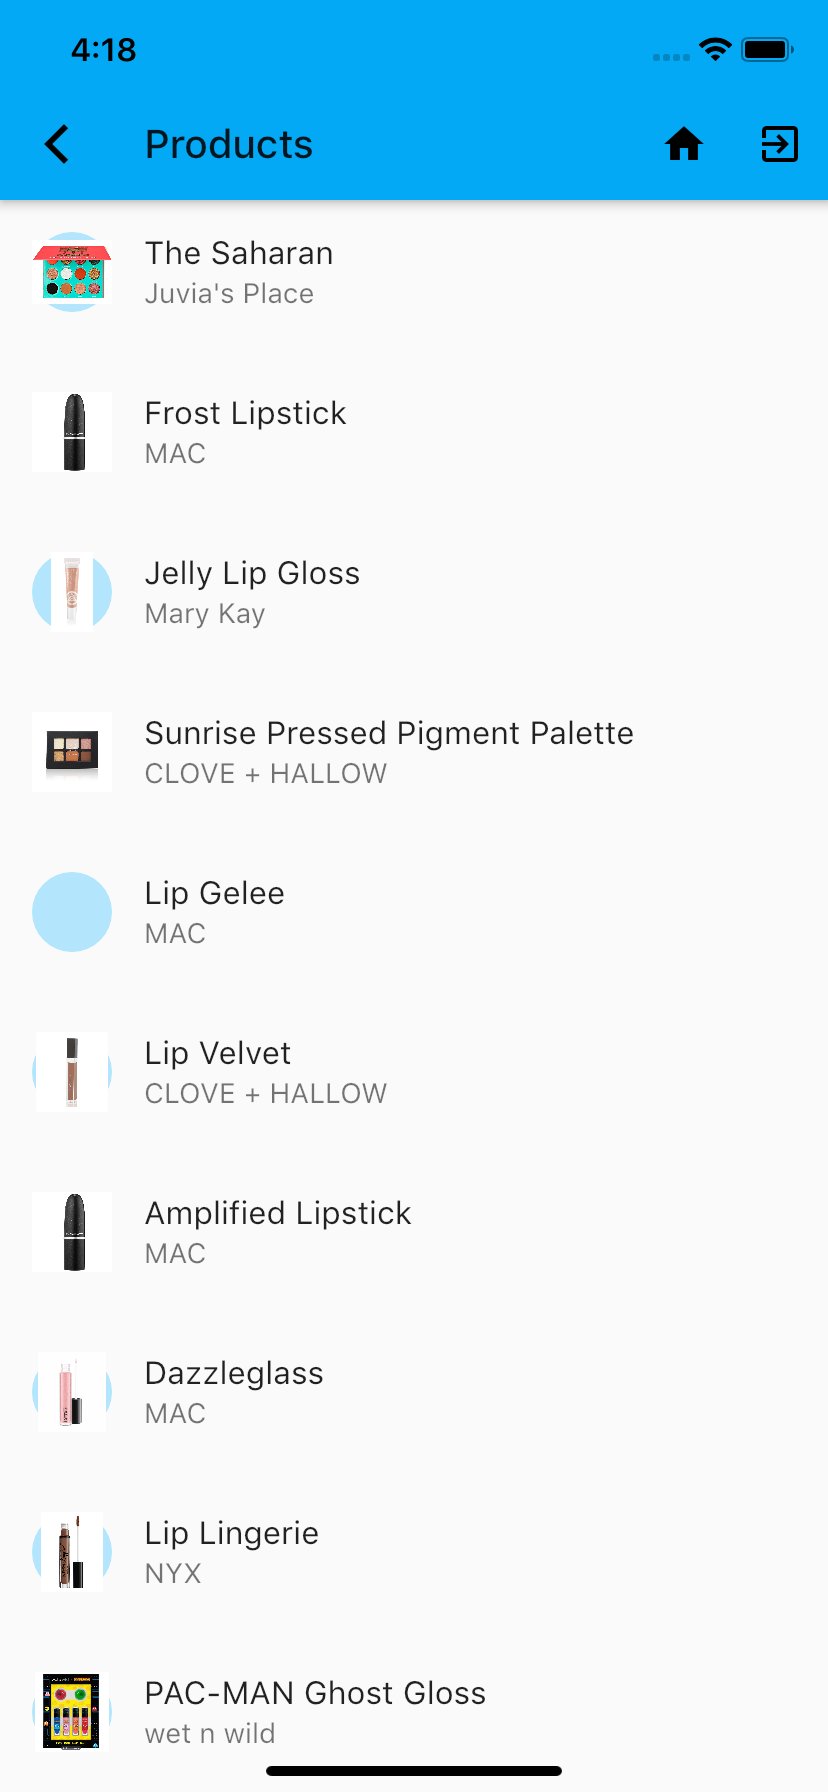 4:18
Products
The Saharan
Juvia's Place
Frost Lipstick
MAC
Jelly Lip Gloss
Mary Kay
Sunrise Pressed Pigment Palette
CLOVE + HALLOW
Lip Gelee
MAC
Lip Velvet
CLOVE + HALLOW
Amplified Lipstick
MAC
Dazzleglass
MAC
Lip Lingerie
NYX
PAC-MAN Ghost Gloss
wet n wild